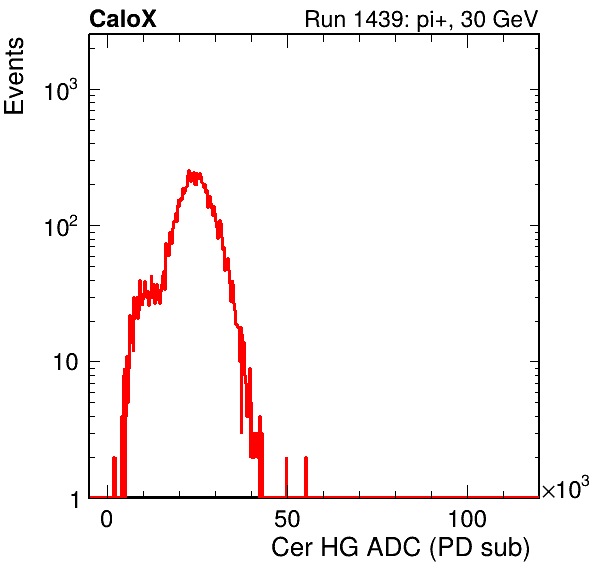 CaloX Run 1439: pi+, 30 GeV
Events
10³
10²
10
1
0 50 100 ×10³
Cer HG ADC (PD sub)